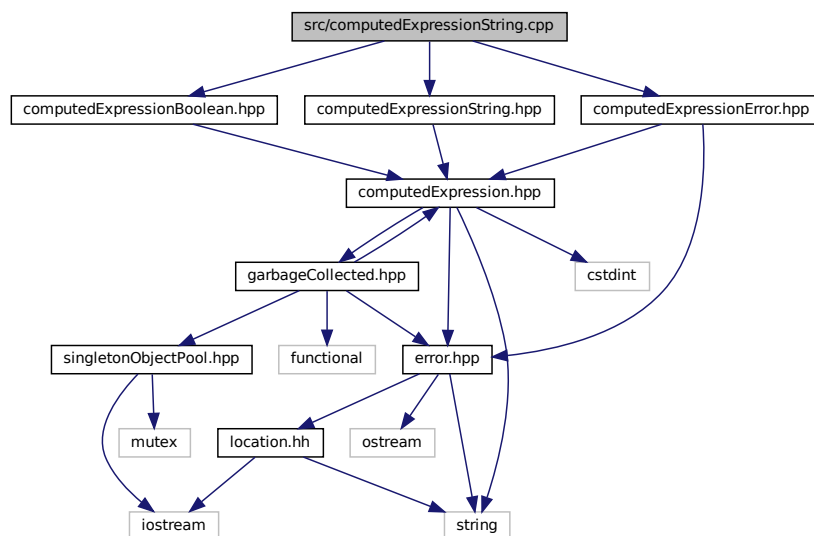 src/computedExpressionString.cpp
computedExpressionBoolean.hpp
computedExpressionString.hpp
computedExpressionError.hpp
computedExpression.hpp
garbageCollected.hpp
cstdint
singletonObjectPool.hpp
functional
error.hpp
mutex
location.hh
ostream
iostream
string